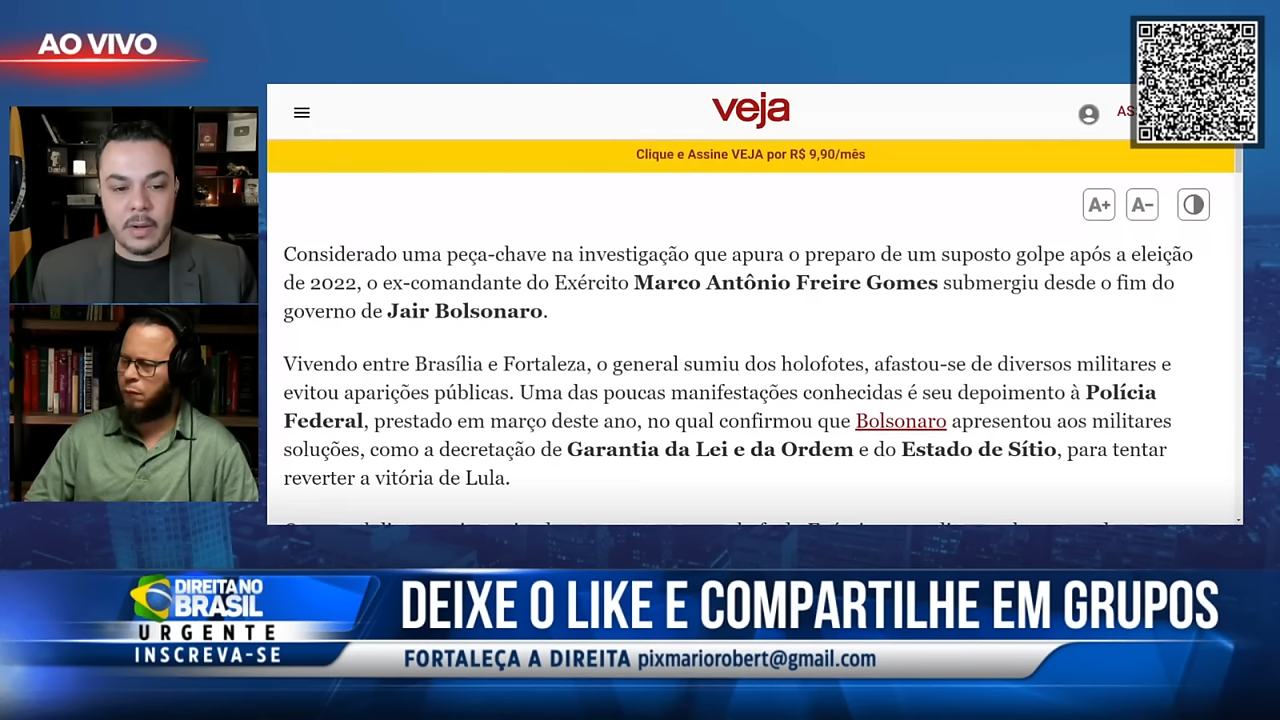 AO VIVO
veja
AS
Clique e Assine VEJA por R$ 9,90/mês
A+ A-
Considerado uma peça-chave na investigação que apura o preparo de um suposto golpe após a eleição
de 2022, o ex-comandante do Exército Marco Antônio Freire Gomes submergiu desde o fim do
governo de Jair Bolsonaro.
Vivendo entre Brasília e Fortaleza, o general sumiu dos holofotes, afastou-se de diversos militares e
evitou aparições públicas. Uma das poucas manifestações conhecidas é seu depoimento à Polícia
Federal, prestado em março deste ano, no qual confirmou que Bolsonaro apresentou aos militares
soluções, como a decretação de Garantia da Lei e da Ordem e do Estado de Sítio, para tentar
reverter a vitória de Lula.
DIREITA NO
BRASIL
URGENTE
INSCREVA-SE
DEIXE O LIKE E COMPARTILHE EM GRUPOS
FORTALEÇA A DIREITA pixmariorobert@gmail.com